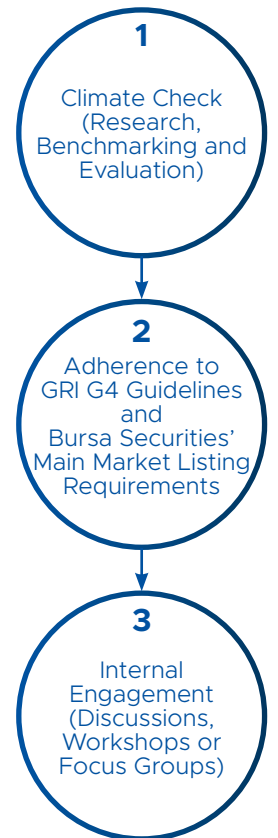 1
Climate Check
(Research,
Benchmarking and
Evaluation)
2
Adherence to
GRI G4 Guidelines
and
Bursa Securities’
Main Market Listing
Requirements
3
Internal
Engagement
(Discussions,
Workshops or
Focus Groups)